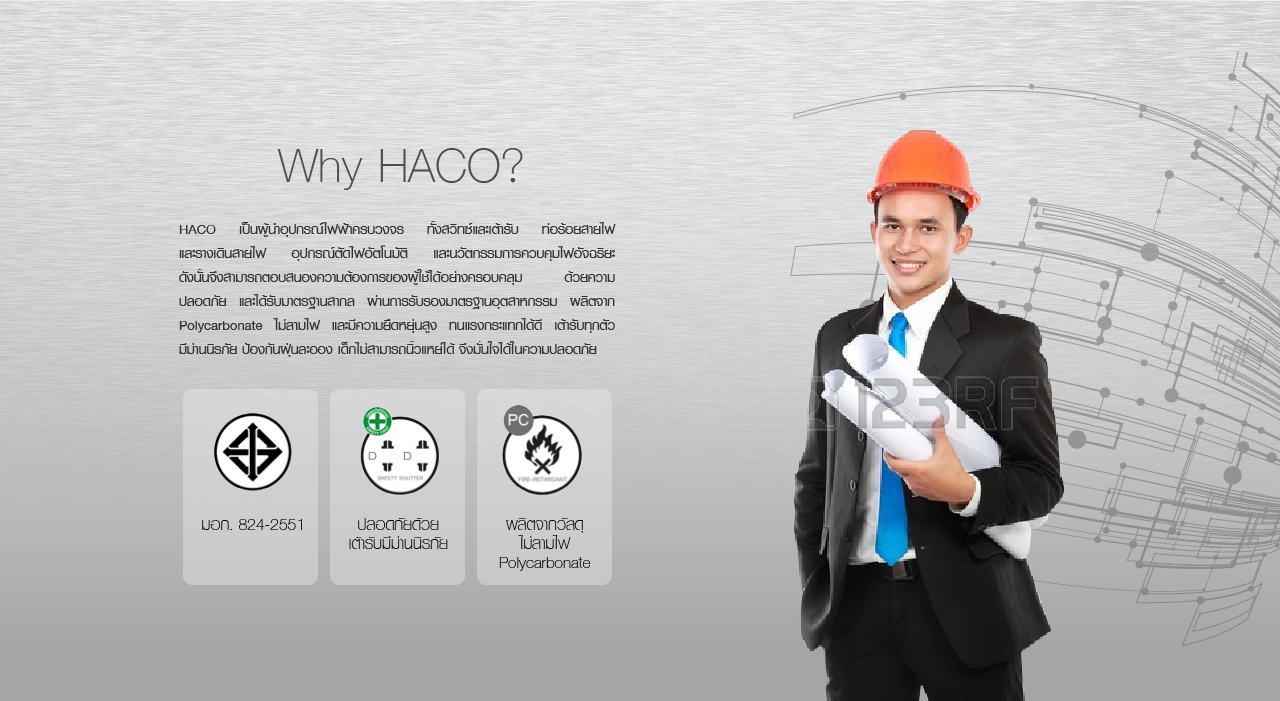 Why HACO?
HACO เป็นผู้นำอุปกรณ์ไฟฟ้าครบวงจร ทั้งสวิทช์และเต้ารับ ท่อร้อยสายไฟ
และรางเดินสายไฟ อุปกรณ์ตัดไฟอัตโนมัติ และนวัตกรรมการควบคุมไฟอัจฉริยะ
ด้วยความสามารถตอบสนองความต้องการของผู้ใช้ได้อย่างครอบคลุม ด้วยความ
ปลอดภัย และได้รับมาตรฐานสากล ผ่านการรับรองมาตรฐานอุตสาหกรรม ผลิตจาก
Polycarbonate ไม่ลามไฟ และมีความยืดหยุ่นสูง ทนแรงกระแทกได้ดี เต้ารับทุกตัว
มีม่านนิรภัย ป้องกันฝุ่นละออง เด็กไม่สามารถนิ้วแหย่ได้ จึงมั่นใจได้ในความปลอดภัย
มอก. 824-2551
D D
SAFETY SHUTTER
ปลอดภัยด้วย
เต้ารับมีม่านนิรภัย
PC
FIRE-RETARDANT
ผลิตจากวัสดุ
ไม่ลามไฟ
Polycarbonate
123RF